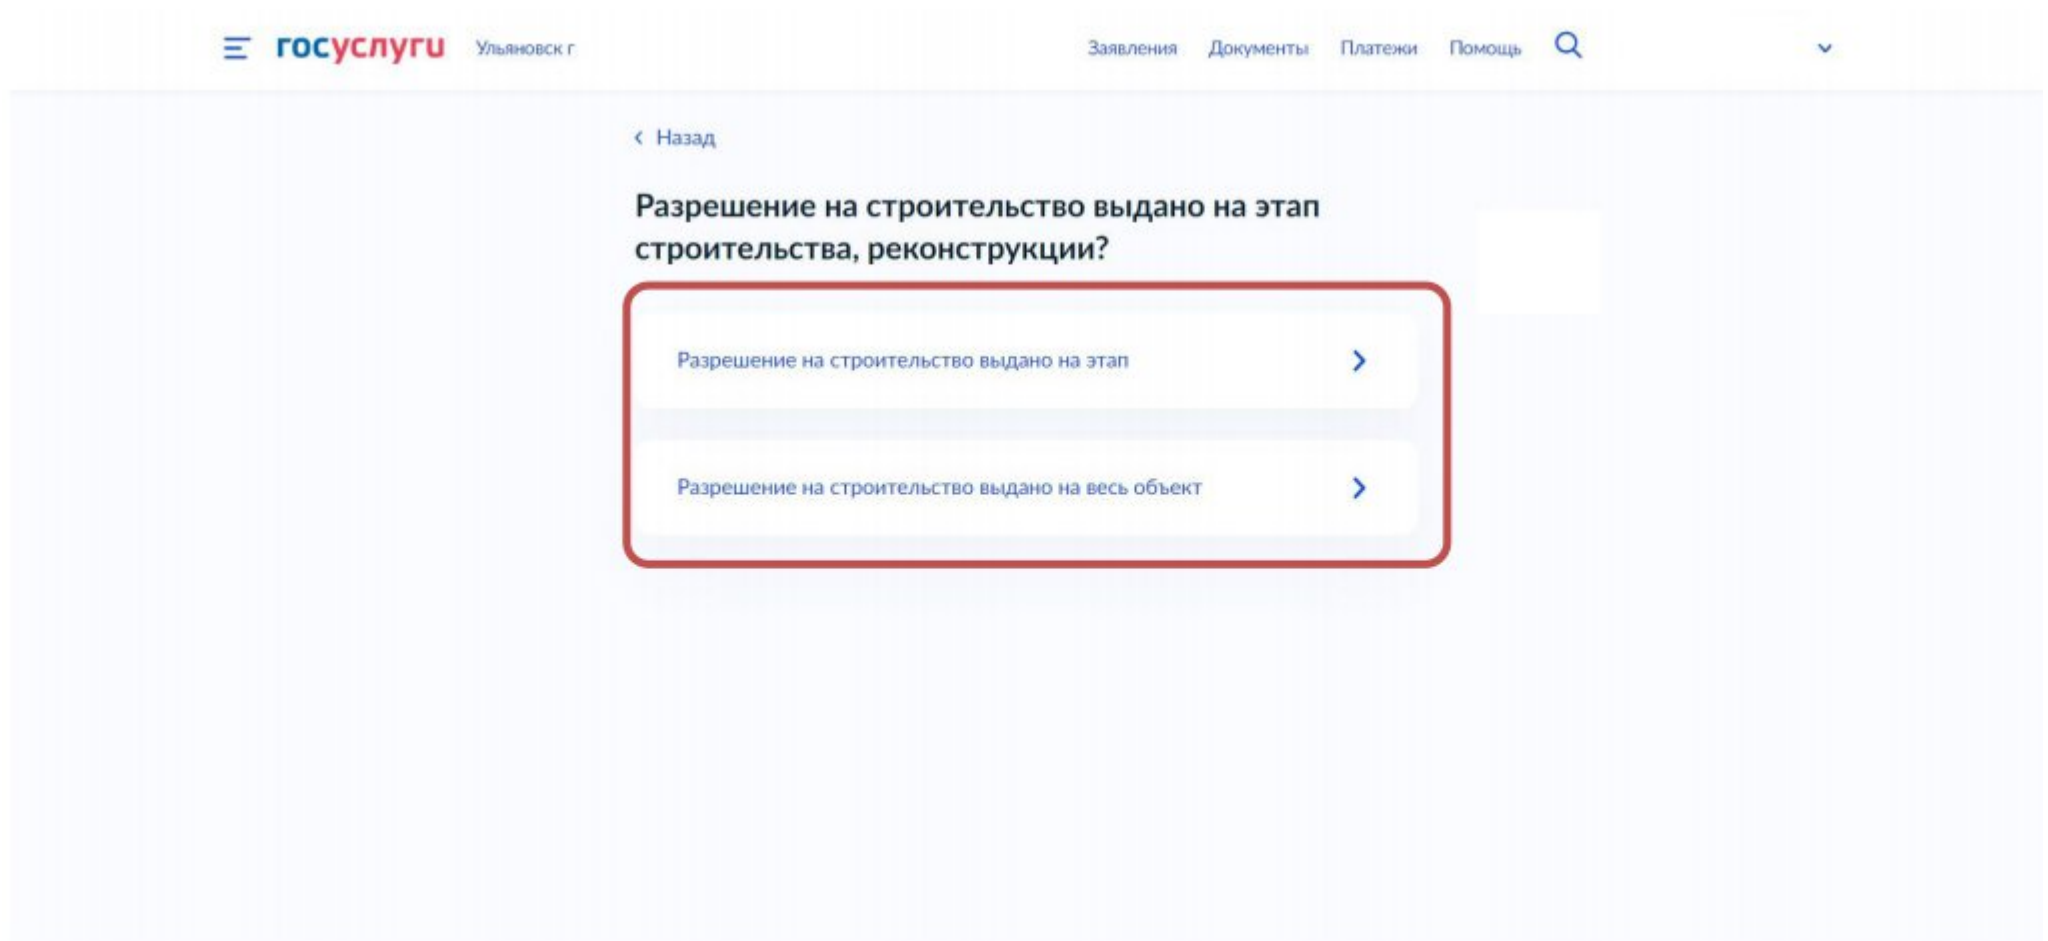 госуслуги Ульяновск г Заявления Документы Платежи Помощь
Назад
Разрешение на строительство выдано на этап
строительства, реконструкции?
Разрешение на строительство выдано на этап
Разрешение на строительство выдано на весь объект